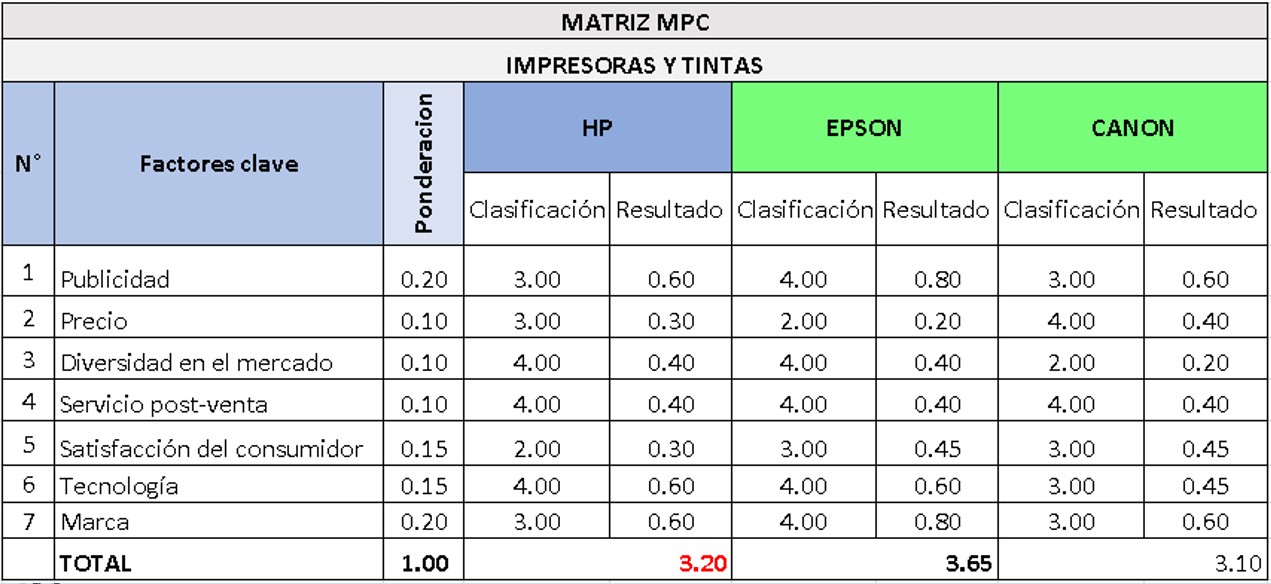 MATRIZ MPC
IMPRESORAS Y TINTAS
N° Factores clave Ponderacion HP EPSON CANON
Clasificación Resultado Clasificación Resultado Clasificación Resultado
1 Publicidad 0.20 3.00 0.60 4.00 0.80 3.00 0.60
2 Precio 0.10 3.00 0.30 2.00 0.20 4.00 0.40
3 Diversidad en el mercado 0.10 4.00 0.40 4.00 0.40 2.00 0.20
4 Servicio post-venta 0.10 4.00 0.40 4.00 0.40 4.00 0.40
5 Satisfacción del consumidor 0.15 2.00 0.30 3.00 0.45 3.00 0.45
6 Tecnología 0.15 4.00 0.60 4.00 0.60 3.00 0.45
7 Marca 0.20 3.00 0.60 4.00 0.80 3.00 0.60
TOTAL 1.00 3.20 3.65 3.10